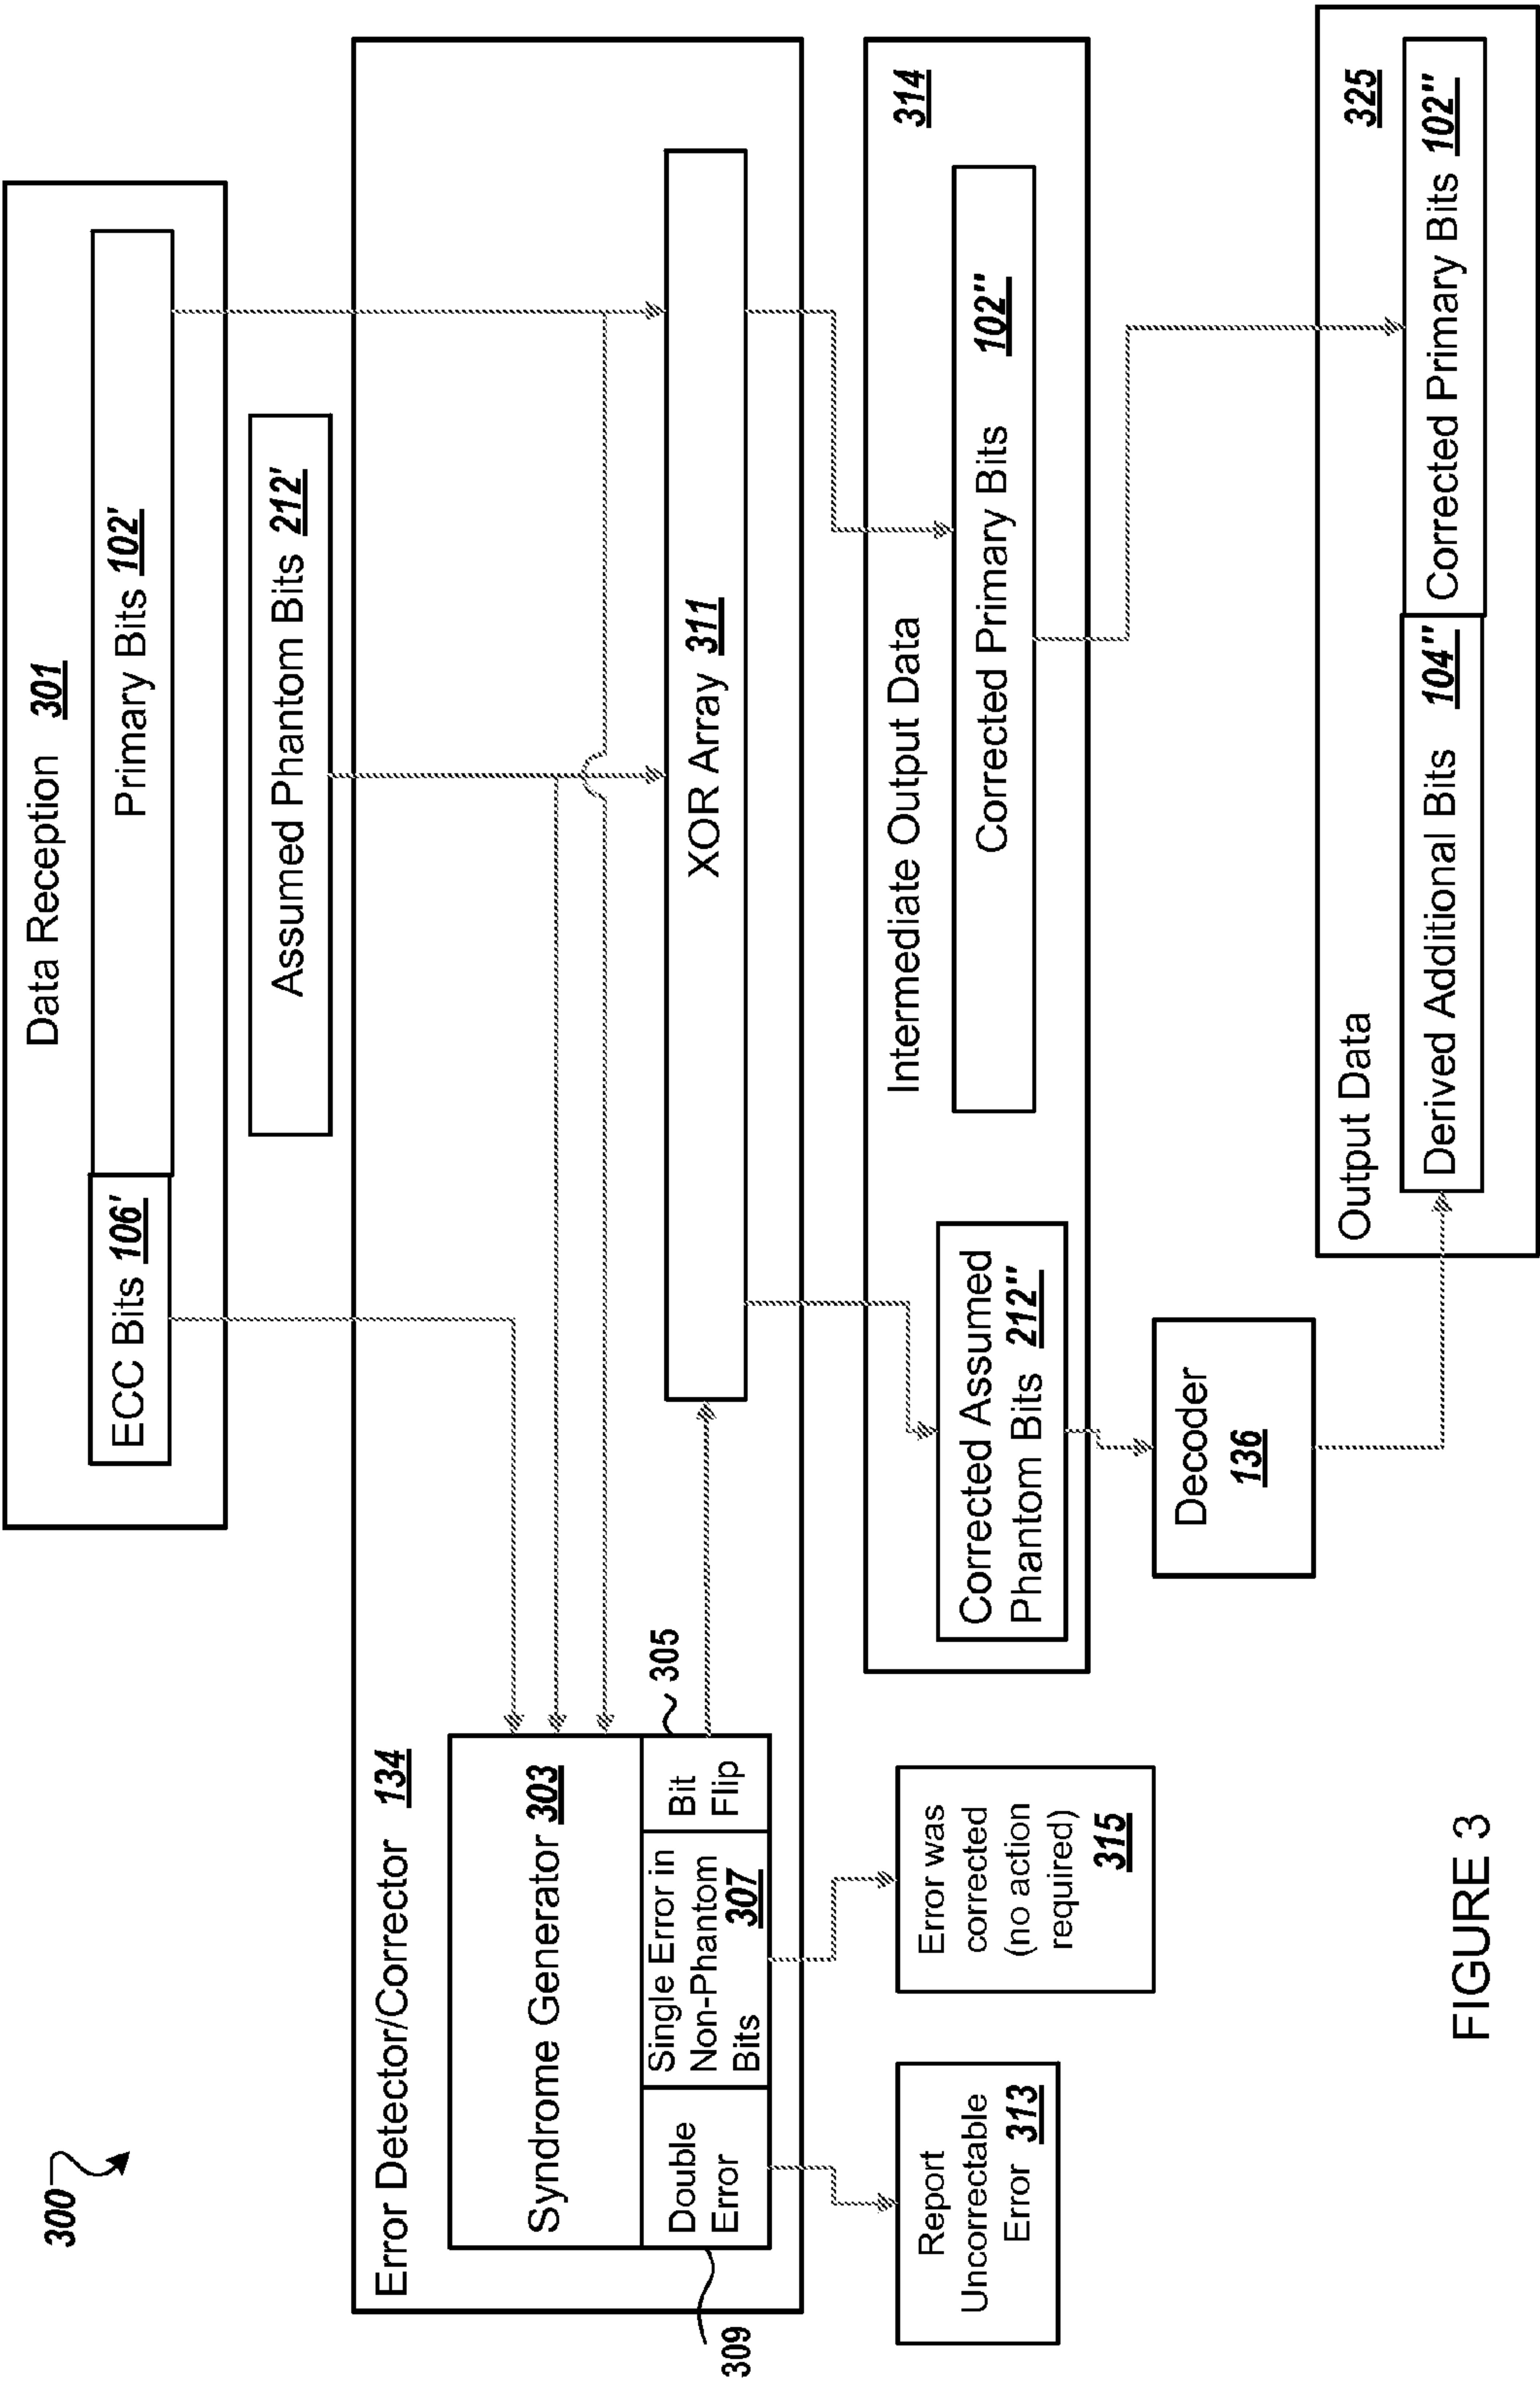 300
Data Reception 301
ECC Bits 106'
Primary Bits 102'
Assumed Phantom Bits 212'
Error Detector/Corrector 134
Syndrome Generator 303
Double
Error
309
Single Error in
Non-Phantom
Bits 307
Bit
Flip
305
XOR Array 311
Report
Uncorrectable
Error 313
Error was
corrected
(no action
required)
315
Intermediate Output Data
314
Corrected Assumed
Phantom Bits 212"
Corrected Primary Bits 102"
Decoder
136
Output Data
325
Derived Additional Bits 104"
Corrected Primary Bits 102"
FIGURE 3